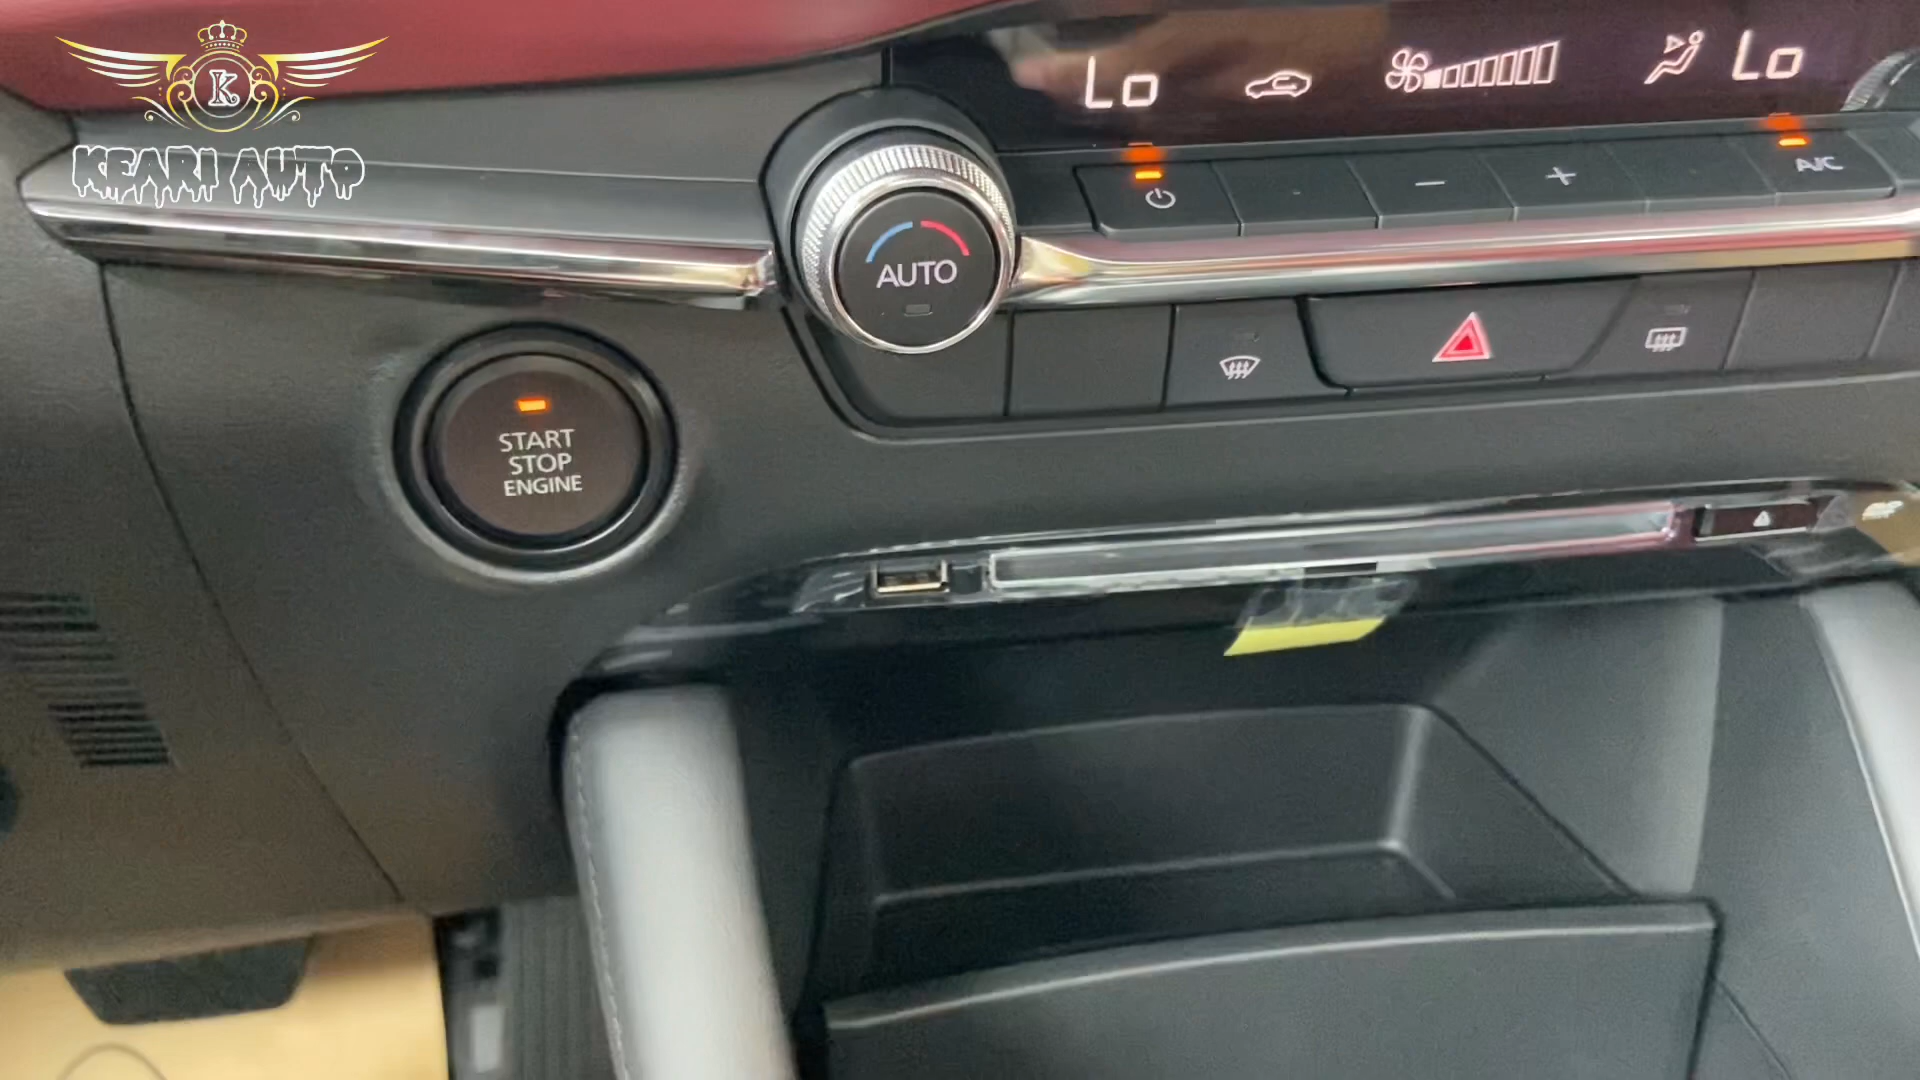 K
KEARI AUTO
Lo
Lo
A/C
AUTO
START
STOP
ENGINE